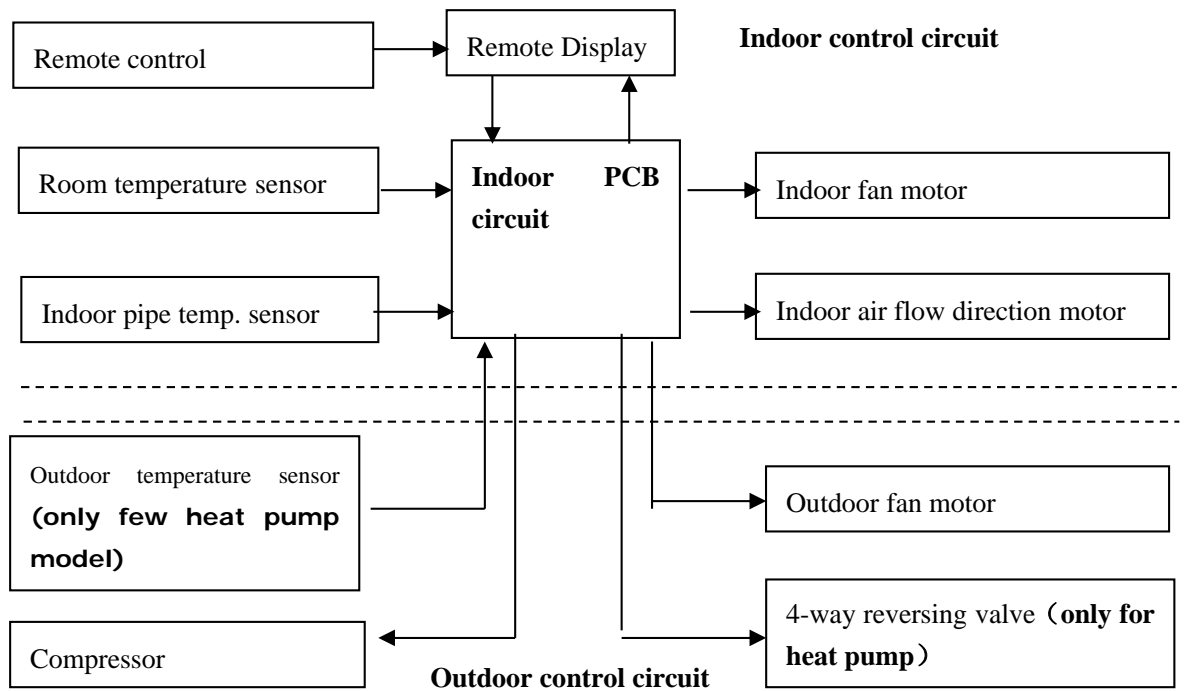 Remote control
Remote Display
Indoor control circuit
Room temperature sensor
Indoor PCB
circuit
Indoor fan motor
Indoor pipe temp. sensor
Indoor air flow direction motor
Outdoor temperature sensor
(only few heat pump
model)
Outdoor fan motor
4-way reversing valve（only for
heat pump）
Compressor
Outdoor control circuit